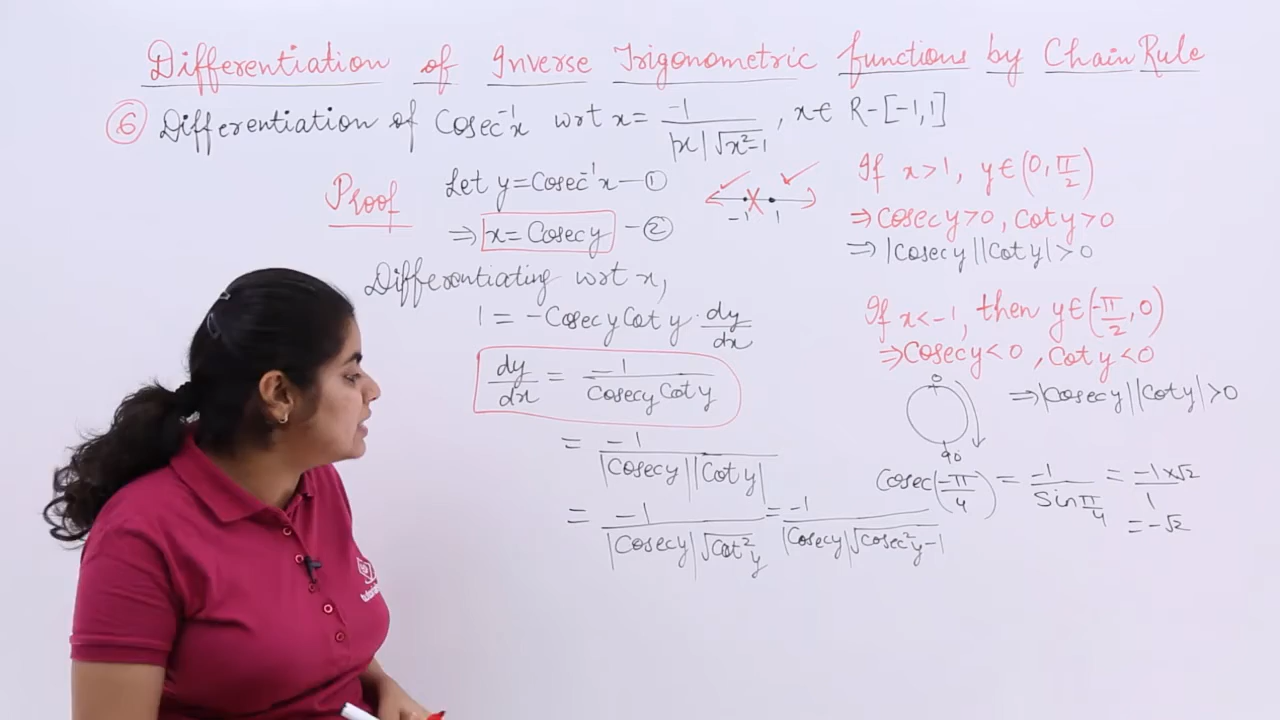 Differentiation of Inverse Trigonometric functions by Chain Rule
⑥ Differentiation of Cosec⁻¹x wrt x = -1 / |x|√x²-1 , x ∈ R-[-1,1]
Proof
Let y = Cosec⁻¹x — ①
⇒ x = Cosec y — ②
Differentiating wrt x,
1 = -Cosec y Cot y · dy/dx
dy/dx = -1 / Cosec y Cot y
= -1 / |Cosec y| |Cot y|
= -1 / |Cosec y| √Cot²y = -1 / |Cosec y| √Cosec²y-1
-1 1
If x>1, y ∈ (0, π/2)
⇒ Cosec y > 0, Cot y > 0
⇒ |Cosec y| |Cot y| > 0
If x<-1, then y ∈ (-π/2, 0)
⇒ Cosec y < 0, Cot y < 0
⇒ |Cosec y| |Cot y| > 0
0
90
Cosec(-π/4) = -1 / Sin π/4 = -1×√2 / 1
= -√2